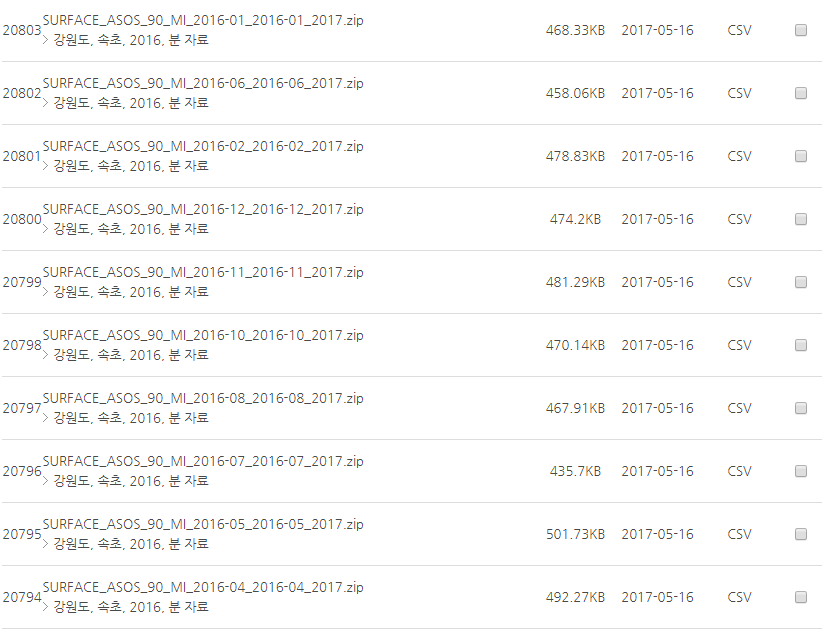 20803 SURFACE_ASOS_90_MI_2016-01_2016-01_2017.zip 468.33KB 2017-05-16 CSV
> 강원도, 속초, 2016, 분 자료
20802 SURFACE_ASOS_90_MI_2016-06_2016-06_2017.zip 458.06KB 2017-05-16 CSV
> 강원도, 속초, 2016, 분 자료
20801 SURFACE_ASOS_90_MI_2016-02_2016-02_2017.zip 478.83KB 2017-05-16 CSV
> 강원도, 속초, 2016, 분 자료
20800 SURFACE_ASOS_90_MI_2016-12_2016-12_2017.zip 474.2KB 2017-05-16 CSV
> 강원도, 속초, 2016, 분 자료
20799 SURFACE_ASOS_90_MI_2016-11_2016-11_2017.zip 481.29KB 2017-05-16 CSV
> 강원도, 속초, 2016, 분 자료
20798 SURFACE_ASOS_90_MI_2016-10_2016-10_2017.zip 470.14KB 2017-05-16 CSV
> 강원도, 속초, 2016, 분 자료
20797 SURFACE_ASOS_90_MI_2016-08_2016-08_2017.zip 467.91KB 2017-05-16 CSV
> 강원도, 속초, 2016, 분 자료
20796 SURFACE_ASOS_90_MI_2016-07_2016-07_2017.zip 435.7KB 2017-05-16 CSV
> 강원도, 속초, 2016, 분 자료
20795 SURFACE_ASOS_90_MI_2016-05_2016-05_2017.zip 501.73KB 2017-05-16 CSV
> 강원도, 속초, 2016, 분 자료
20794 SURFACE_ASOS_90_MI_2016-04_2016-04_2017.zip 492.27KB 2017-05-16 CSV
> 강원도, 속초, 2016, 분 자료